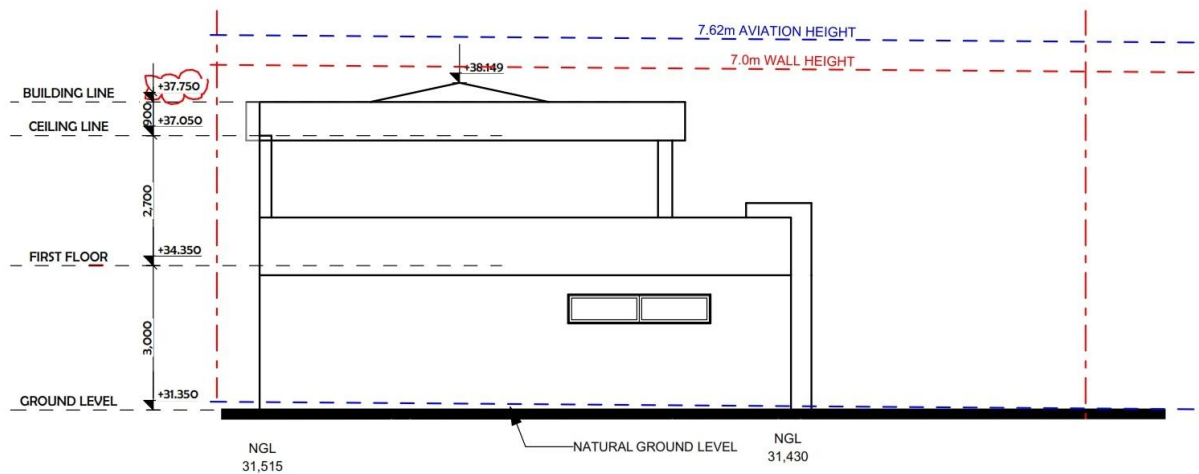 7.62m AVIATION HEIGHT
7.0m WALL HEIGHT
+38.149
+37.750
BUILDING LINE
900
+37.050
CEILING LINE
2,700
+34.350
FIRST FLOOR
3,000
+31.350
GROUND LEVEL
NATURAL GROUND LEVEL
NGL
31,515
NGL
31,430